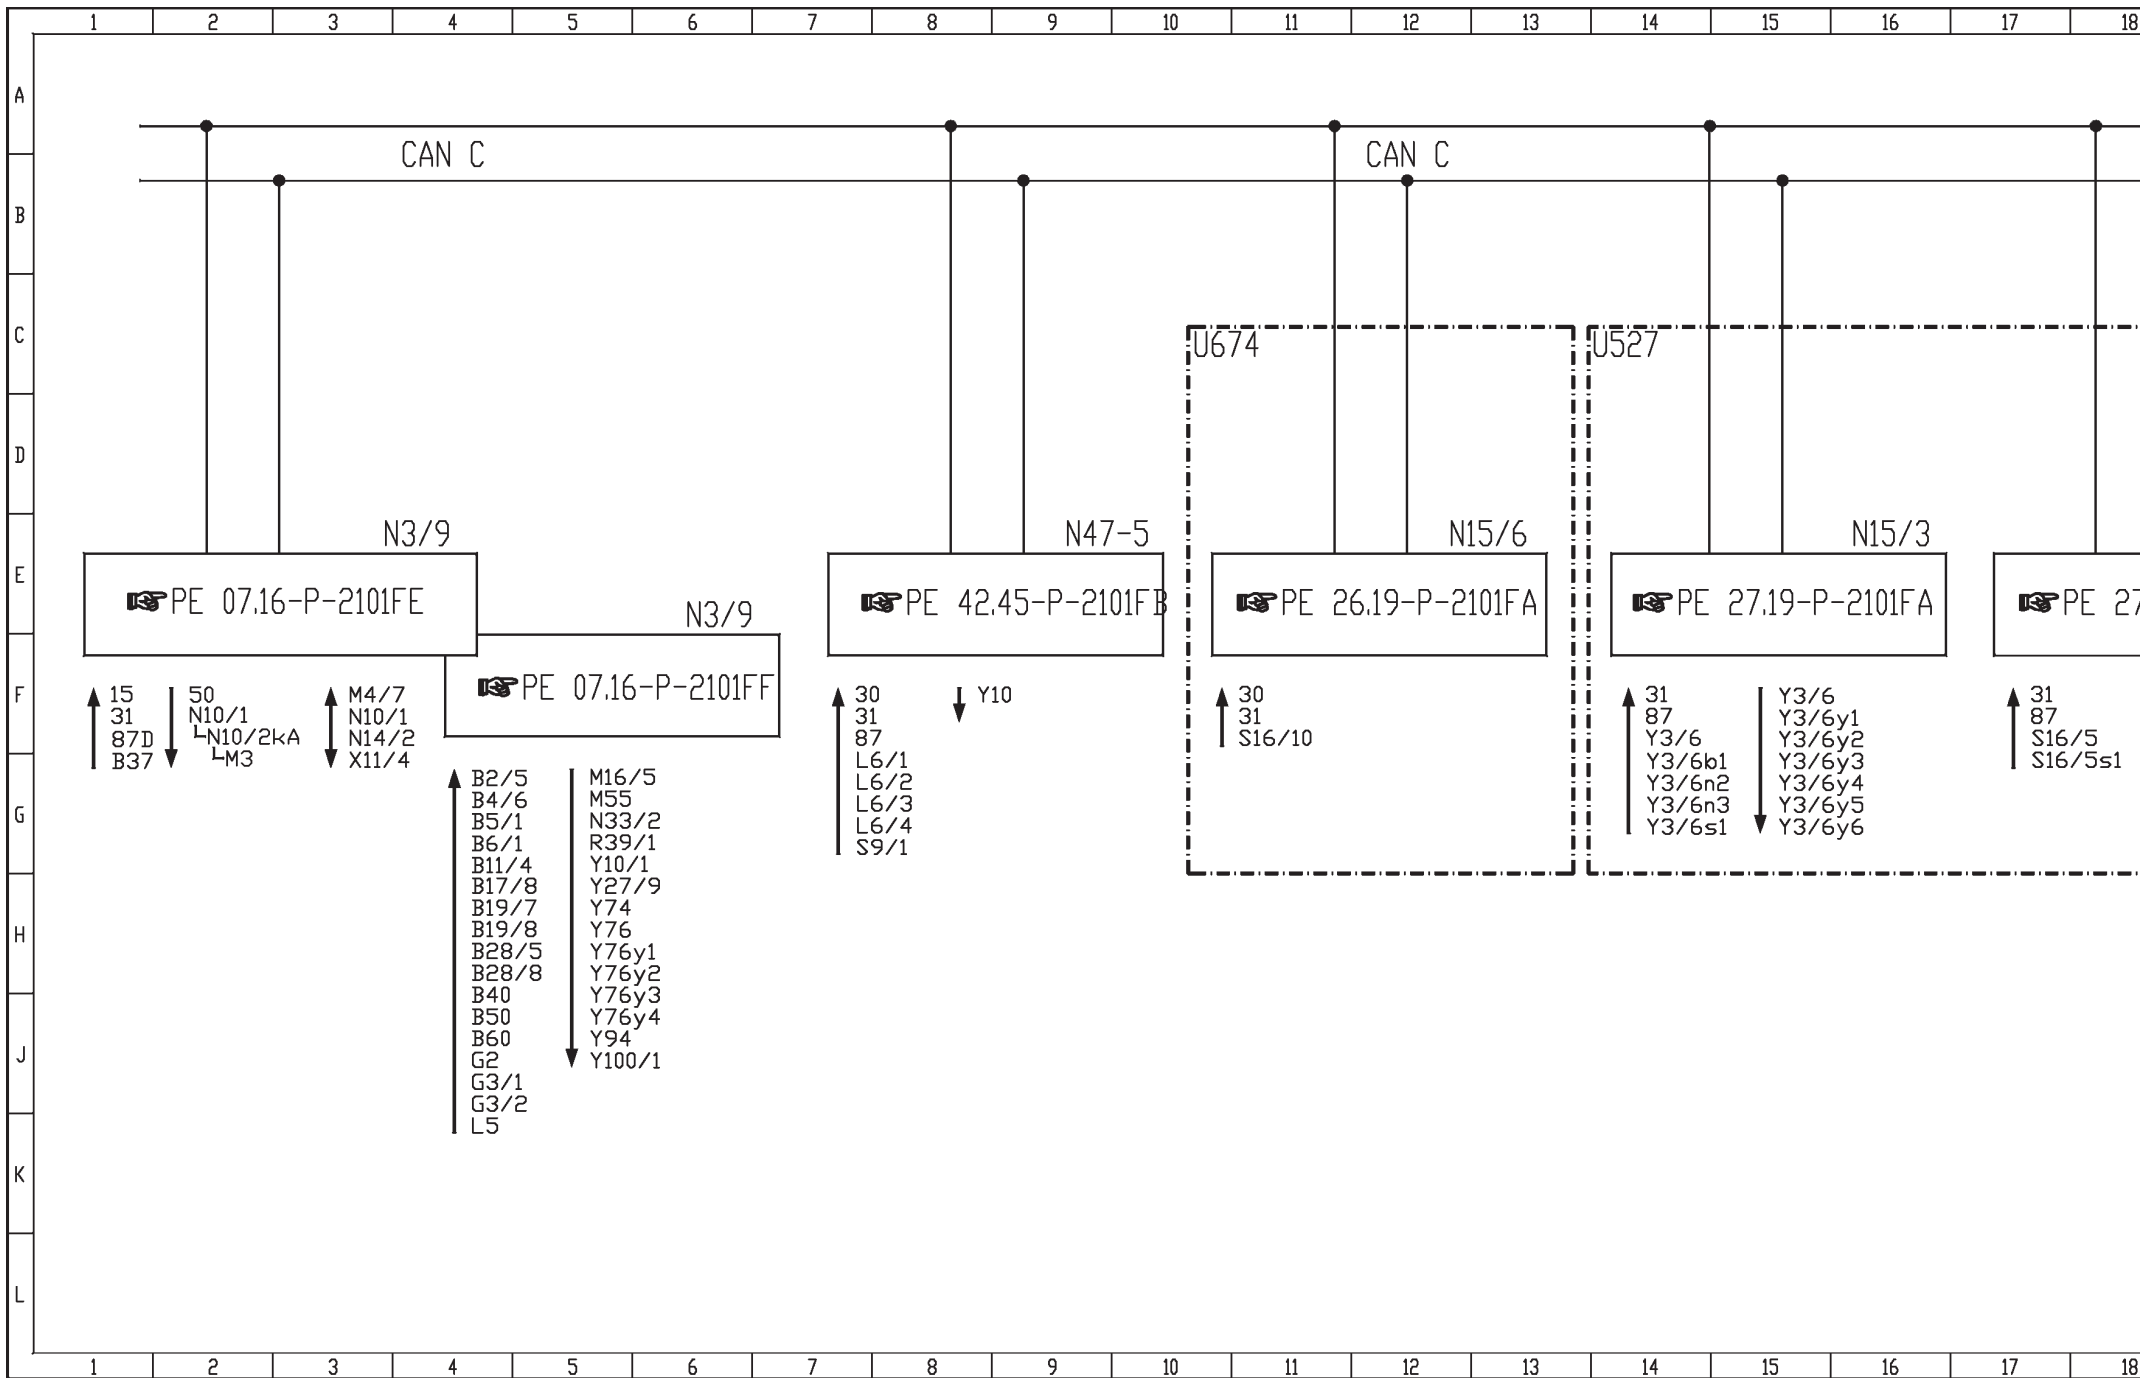 1 2 3 4 5 6 7 8 9 10 11 12 13 14 15 16 17 18
A
CAN C CAN C
B
C
U674 U527
D
N3/9 N47-5 N15/6 N15/3
E
PE 07.16-P-2101FE
PE 42.45-P-2101FB
PE 26.19-P-2101FA
PE 27.19-P-2101FA
PE 27
N3/9
PE 07.16-P-2101FF
F
15
31
87D
B37
50
N10/1
N10/2kA
M3
M4/7
N10/1
N14/2
X11/4
B2/5
B4/6
B5/1
B6/1
B11/4
B17/8
B19/7
B19/8
B28/5
B28/8
B40
B50
B60
G2
G3/1
G3/2
L5
M16/5
M55
N33/2
R39/1
Y10/1
Y27/9
Y74
Y76
Y76y1
Y76y2
Y76y3
Y76y4
Y94
Y100/1
30
31
87
L6/1
L6/2
L6/3
L6/4
S9/1
Y10
30
31
S16/10
31
87
Y3/6
Y3/6b1
Y3/6n2
Y3/6n3
Y3/6s1
Y3/6
Y3/6y1
Y3/6y2
Y3/6y3
Y3/6y4
Y3/6y5
Y3/6y6
31
87
S16/5
S16/5s1
G
H
J
K
L
1 2 3 4 5 6 7 8 9 10 11 12 13 14 15 16 17 18